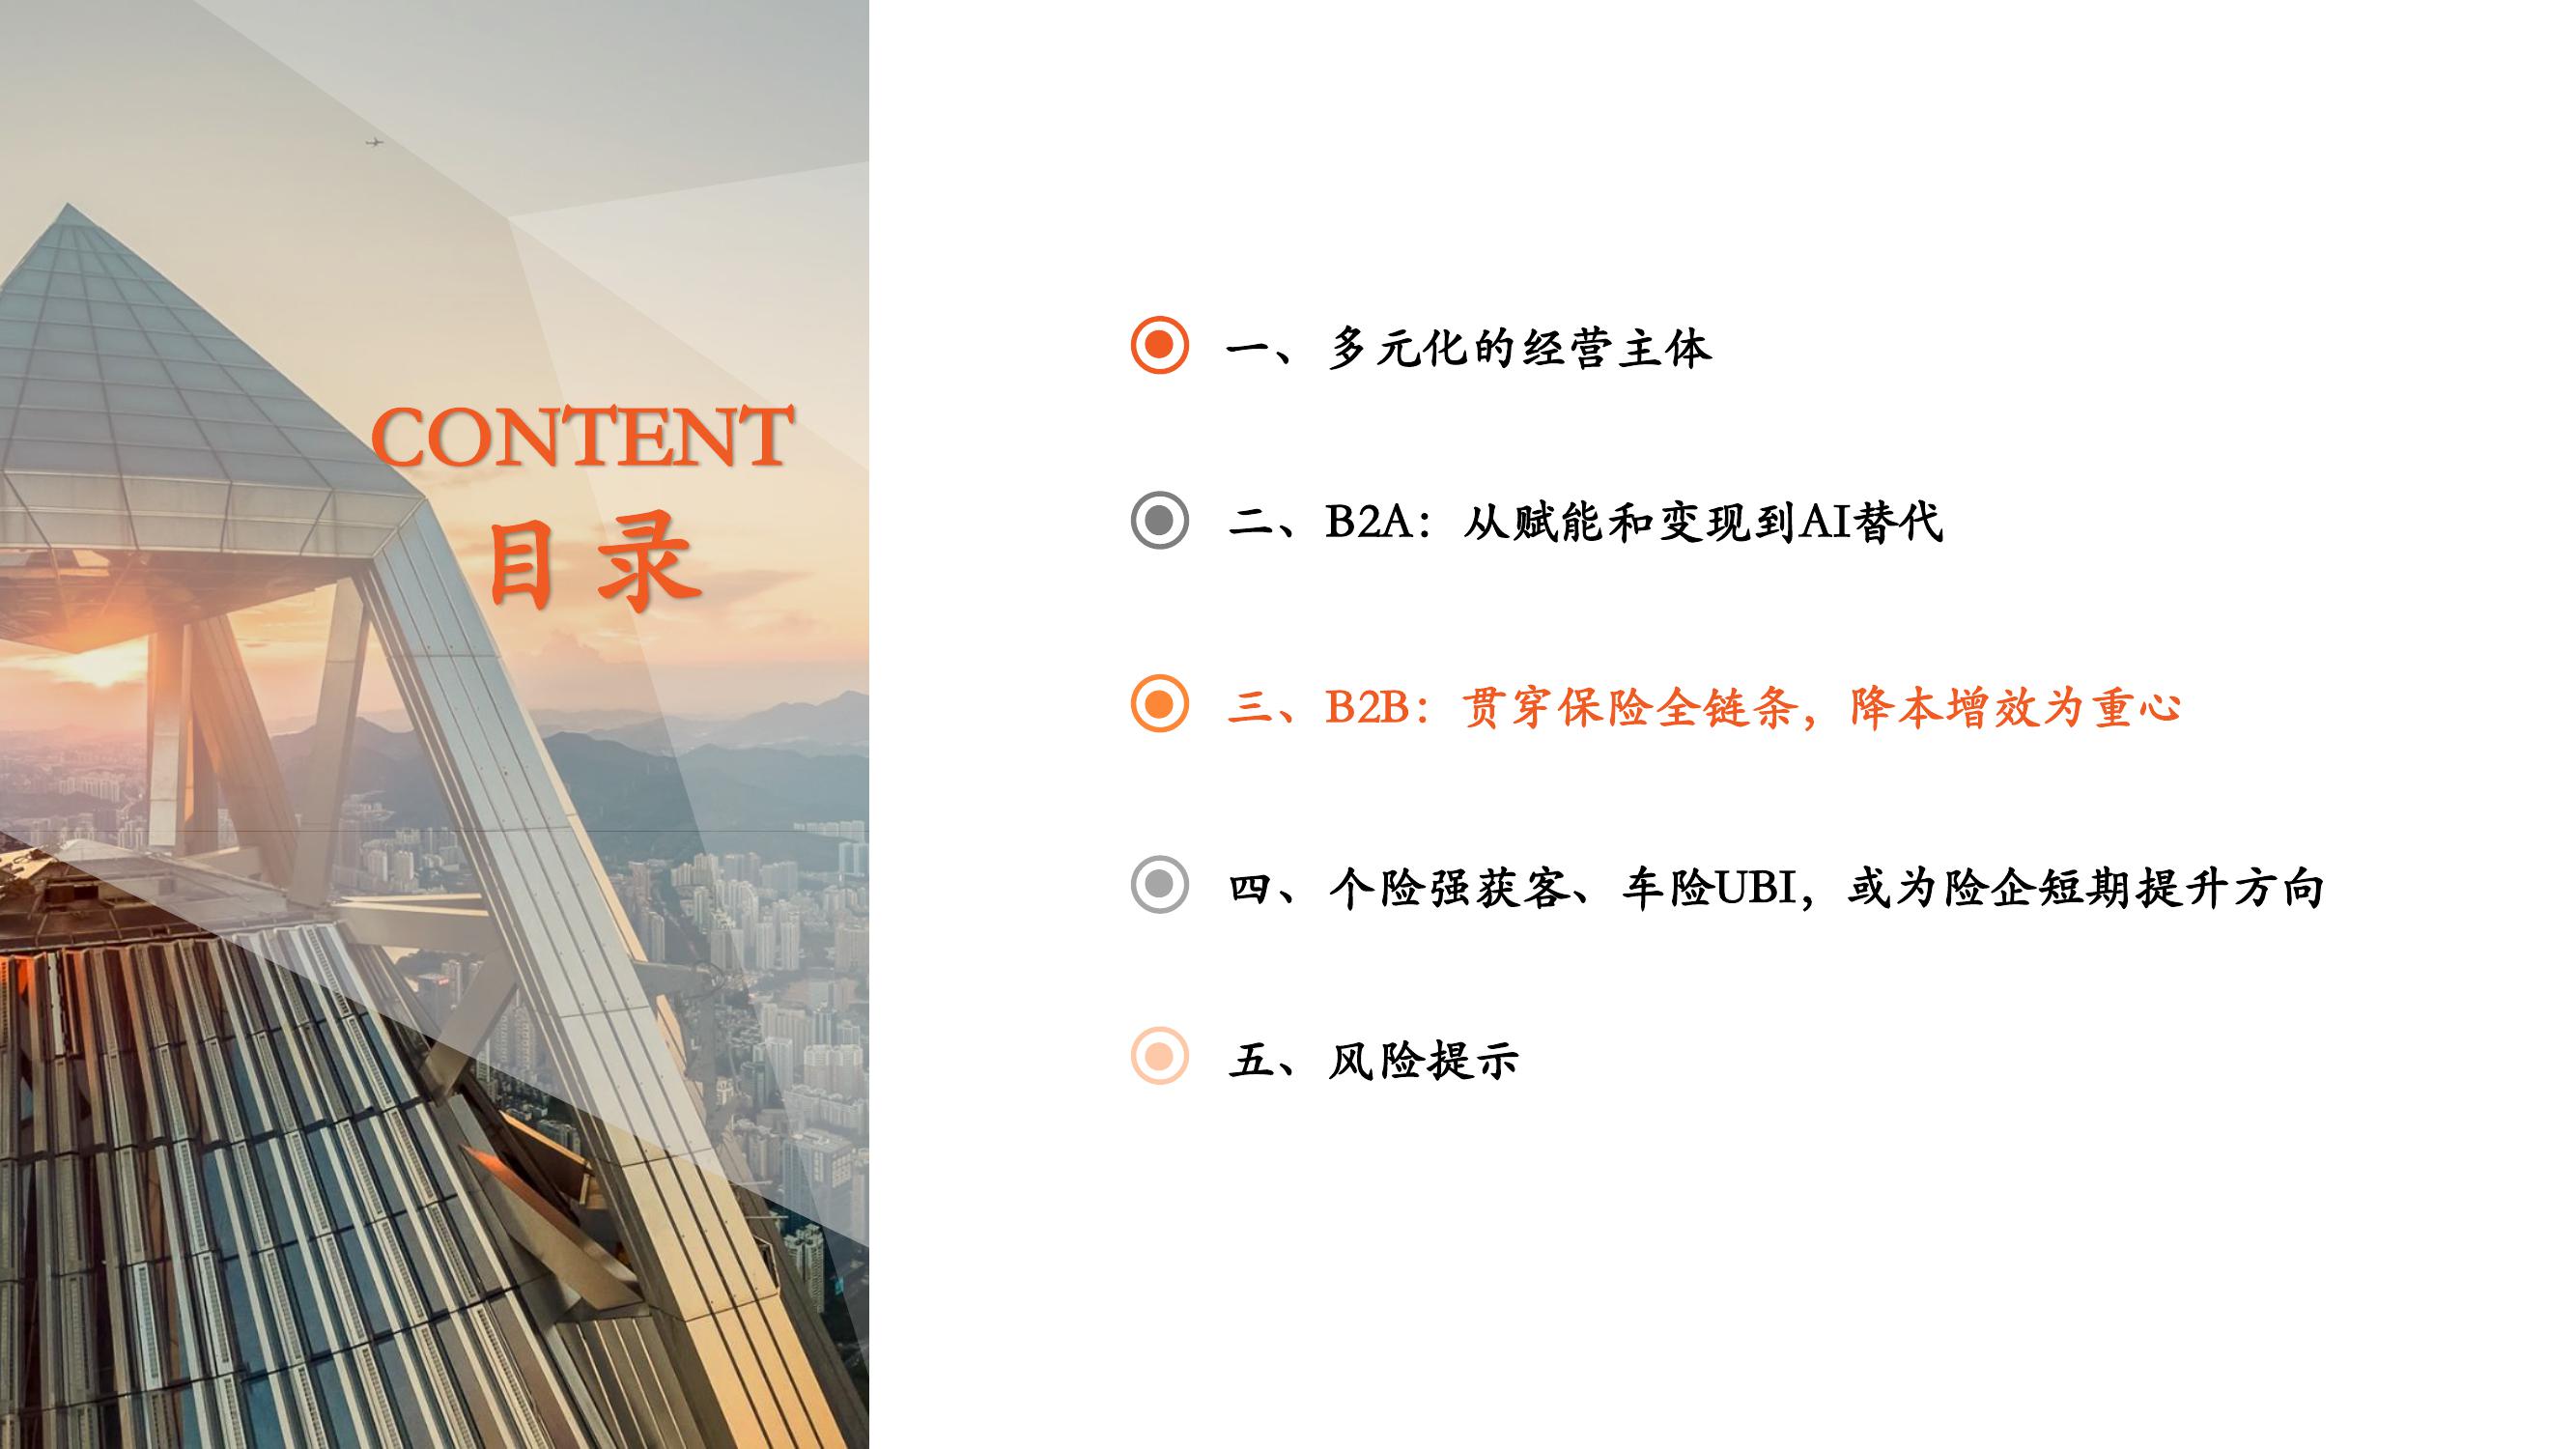 CONTENT
目录
一、多元化的经营主体
二、B2A：从赋能和变现到AI替代
三、B2B：贯穿保险全链条，降本增效为重心
四、个险强获客、车险UBI，或为险企短期提升方向
五、风险提示